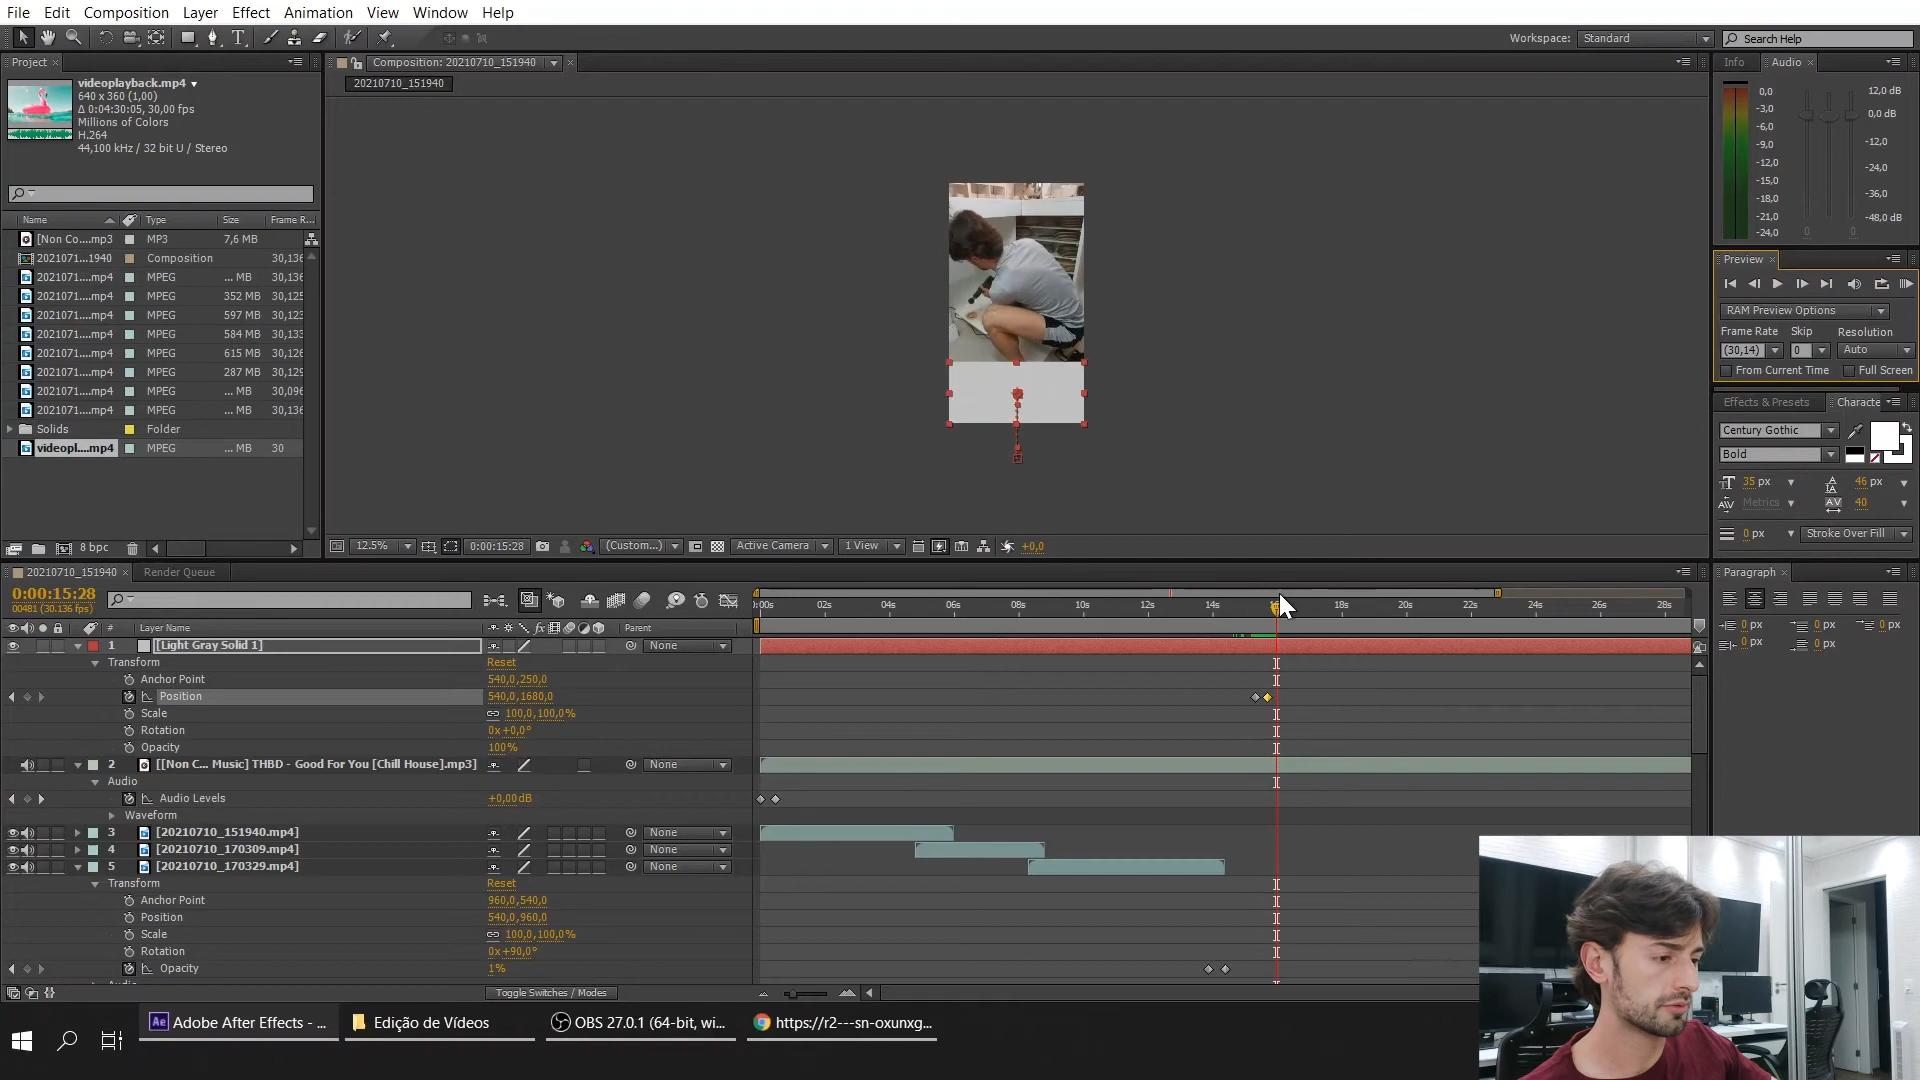 File Edit Composition Layer Effect Animation View Window Help
Workspace: Standard Search Help
Project
videoplayback.mp4
640 x 360 (1,00)
Δ 0:04:30:05, 30,00 fps
Millions of Colors
H.264
44,100 kHz / 32 bit U / Stereo
Name Type Size Frame R...
[Non Co....mp3 MP3 7,6 MB
2021071...1940 Composition 30,136
2021071....mp4 MPEG ... MB 30,136
2021071....mp4 MPEG 352 MB 30,125
2021071....mp4 MPEG 597 MB 30,123
2021071....mp4 MPEG 584 MB 30,133
2021071....mp4 MPEG 615 MB 30,126
2021071....mp4 MPEG 287 MB 30,129
2021071....mp4 MPEG ... MB 30,096
2021071....mp4 MPEG ... MB 30,136
Solids Folder
videopl....mp4 MPEG ... MB 30
8 bpc
Composition: 20210710_151940
20210710_151940
12.5% 0:00:15:28 (Custom...) Active Camera 1 View +0,0
Info Audio
0,0 12,0 dB
-3,0 0,0 dB
-6,0
-9,0 -12,0
-12,0 -24,0
-15,0
-18,0 -36,0
-21,0 -48,0 dB
-24,0 0 0
Preview
RAM Preview Options
Frame Rate Skip Resolution
(30,14) 0 Auto
From Current Time Full Screen
Effects & Presets Characte
Century Gothic
Bold
35 px 46 px
Metrics 40
0 px Stroke Over Fill
Paragraph
0 px 0 px 0 px
0 px 0 px
20210710_151940 Render Queue
0:00:15:28
00481 (30.136 fps)
:00s 02s 04s 06s 08s 10s 12s 14s 18s 20s 22s 24s 26s 28s
# Layer Name fx Parent
1 [Light Gray Solid 1] None
Transform Reset
Anchor Point 540,0,250,0
Position 540,0,1680,0
Scale 100,0,100,0%
Rotation 0x+0,0°
Opacity 100%
2 [[Non C... Music] THBD - Good For You [Chill House].mp3] None
Audio
Audio Levels +0,00dB
Waveform
3 [20210710_151940.mp4] None
4 [20210710_170309.mp4] None
5 [20210710_170329.mp4] None
Transform Reset
Anchor Point 960,0,540,0
Position 540,0,960,0
Scale 100,0,100,0%
Rotation 0x+90,0°
Opacity 1%
Toggle Switches / Modes
Ae Adobe After Effects - ... Edição de Vídeos OBS 27.0.1 (64-bit, wi... https://r2---sn-oxunxg...